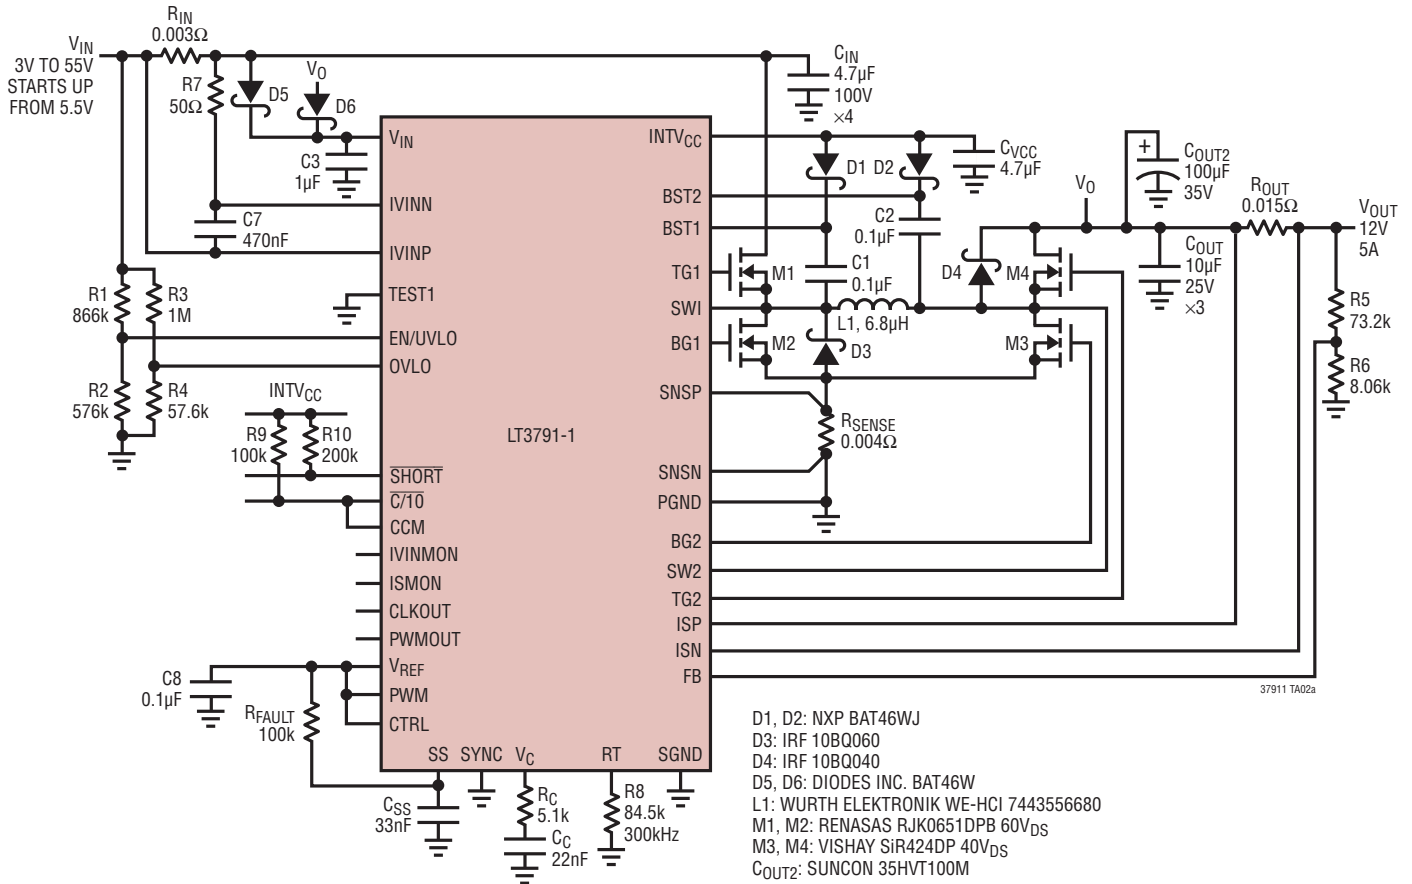 RIN
0.003Ω
VIN
3V TO 55V
STARTS UP
FROM 5.5V
R7
50Ω
D5
VO
D6
C3
1µF
C7
470nF
R1
866k
R3
1M
R2
576k
R4
57.6k
INTVCC
R9
100k
R10
200k
C8
0.1µF
RFAULT
100k
CSS
33nF
RC
5.1k
CC
22nF
R8
84.5k
300kHz
LT3791-1
VIN
IVINN
IVINP
TEST1
EN/UVLO
OVLO
SHORT
C/10
CCM
IVINMON
ISMON
CLKOUT
PWMOUT
VREF
PWM
CTRL
SS
SYNC
VC
RT
SGND
INTVCC
BST2
BST1
TG1
SWI
BG1
SNSP
SNSN
PGND
BG2
SW2
TG2
ISP
ISN
FB
CIN
4.7µF
100V
×4
D1
D2
CVCC
4.7µF
C2
0.1µF
C1
0.1µF
M1
M2
L1, 6.8µH
D3
D4
M4
M3
RSENSE
0.004Ω
VO
+
COUT2
100µF
35V
COUT
10µF
25V
×3
ROUT
0.015Ω
VOUT
12V
5A
R5
73.2k
R6
8.06k
37911 TA02a
D1, D2: NXP BAT46WJ
D3: IRF 10BQ060
D4: IRF 10BQ040
D5, D6: DIODES INC. BAT46W
L1: WURTH ELEKTRONIK WE-HCI 7443556680
M1, M2: RENASAS RJK0651DPB 60VDS
M3, M4: VISHAY SiR424DP 40VDS
COUT2: SUNCON 35HVT100M